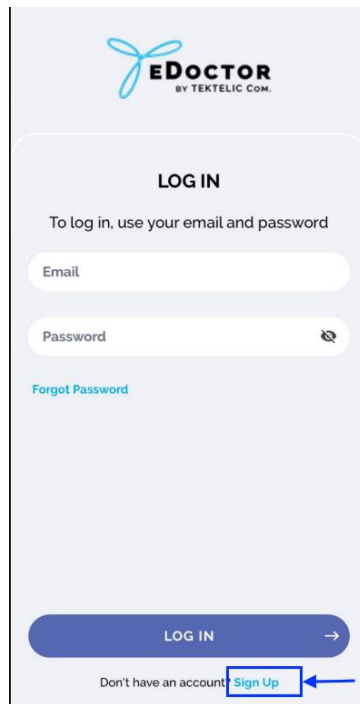 EDOCTOR
BY TEKTELIC COM.
LOG IN
To log in, use your email and password
Email
Password
Forgot Password
LOG IN
Don't have an account? Sign Up